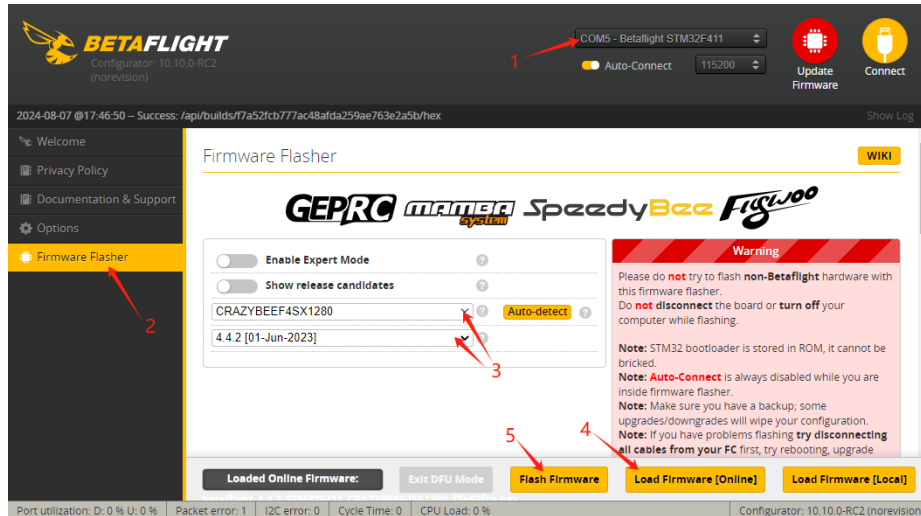 BETAFLIGHT
Configurator: 10.10.0-RC2
(norevision)
1
COM5 - Betaflight STM32F411
Auto-Connect
115200
Update
Firmware
Connect
2024-08-07 @17:46:50 -- Success: /api/builds/f7a52fcb777ac48afda259ae763e2a5b/hex
Show Log
Welcome
Privacy Policy
Documentation & Support
Options
Firmware Flasher
2
Firmware Flasher
WIKI
GEPRC
MAMBA
system
SpeedyBee
Flywoo
Enable Expert Mode
Show release candidates
CRAZYBEEF4SX1280
Auto-detect
4.4.2 [01-Jun-2023]
3
Warning
Please do not try to flash non-Betaflight hardware with
this firmware flasher.
Do not disconnect the board or turn off your
computer while flashing.
Note: STM32 bootloader is stored in ROM, it cannot be
bricked.
Note: Auto-Connect is always disabled while you are
inside firmware flasher.
Note: Make sure you have a backup; some
upgrades/downgrades will wipe your configuration.
Note: If you have problems flashing try disconnecting
all cables from your FC first, try rebooting, upgrade
5
4
Loaded Online Firmware:
Exit DFU Mode
Flash Firmware
Load Firmware [Online]
Load Firmware [Local]
Port utilization: D: 0 % U: 0 %
Packet error: 1
I2C error: 0
Cycle Time: 0
CPU Load: 0 %
Configurator: 10.10.0-RC2 (norevision